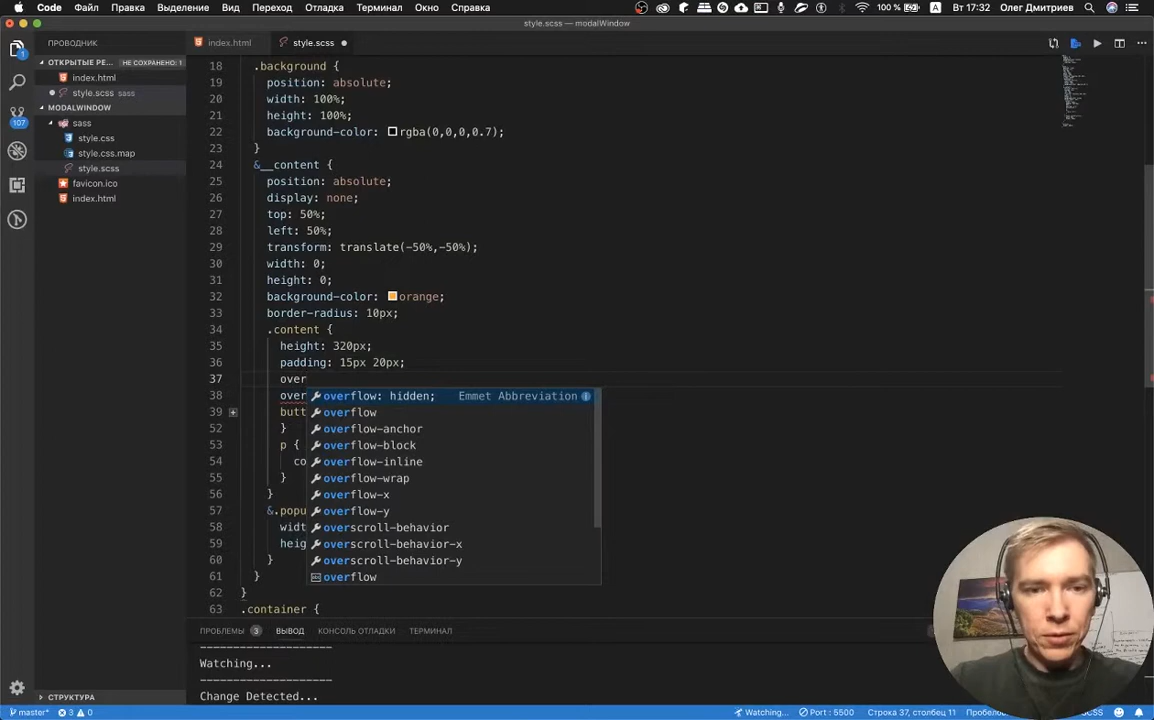 Code Файл Правка Выделение Вид Переход Отладка Терминал Окно Справка 100 % A Вт 17:32 Олег Дмитриев
style.scss — modalWindow
ПРОВОДНИК
index.html
style.scss
ОТКРЫТЫЕ РЕ... НЕ СОХРАНЕНО: 1
index.html
style.scss sass
MODALWINDOW
sass
style.css
style.css.map
style.scss
favicon.ico
index.html
1
107
18 .background {
19 position: absolute;
20 width: 100%;
21 height: 100%;
22 background-color: rgba(0,0,0,0.7);
23 }
24 &__content {
25 position: absolute;
26 display: none;
27 top: 50%;
28 left: 50%;
29 transform: translate(-50%,-50%);
30 width: 0;
31 height: 0;
32 background-color: orange;
33 border-radius: 10px;
34 .content {
35 height: 320px;
36 padding: 15px 20px;
37 over
38 over
39 butt
52 }
53 p {
54 co
55 }
56 }
57 &.popu
58 widt
59 heig
60 }
61 }
62 }
63 .container {
overflow: hidden; Emmet Abbreviation
overflow
overflow-anchor
overflow-block
overflow-inline
overflow-wrap
overflow-x
overflow-y
overscroll-behavior
overscroll-behavior-x
overscroll-behavior-y
overflow
ПРОБЛЕМЫ 3 ВЫВОД КОНСОЛЬ ОТЛАДКИ ТЕРМИНАЛ
--------------------
Watching...
--------------------
Change Detected...
СТРУКТУРА
master* 3 0 Watching... Port : 5500 Строка 37, столбец 11